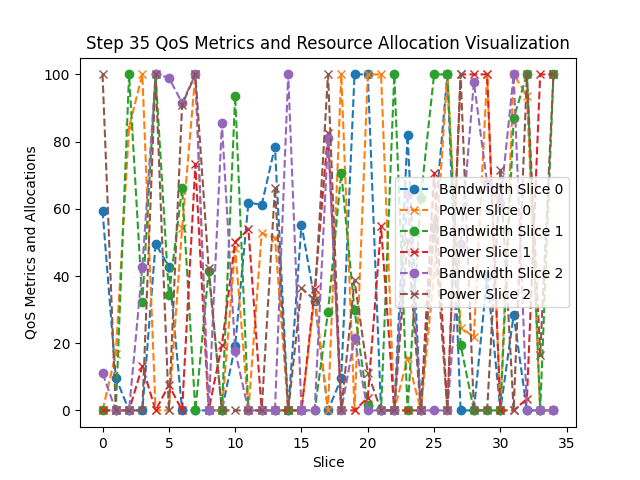 Step 35 QoS Metrics and Resource Allocation Visualization
QoS Metrics and Allocations
100
80
60
40
20
0
0
5
10
15
20
25
30
35
Slice
Bandwidth Slice 0
Power Slice 0
Bandwidth Slice 1
Power Slice 1
Bandwidth Slice 2
Power Slice 2